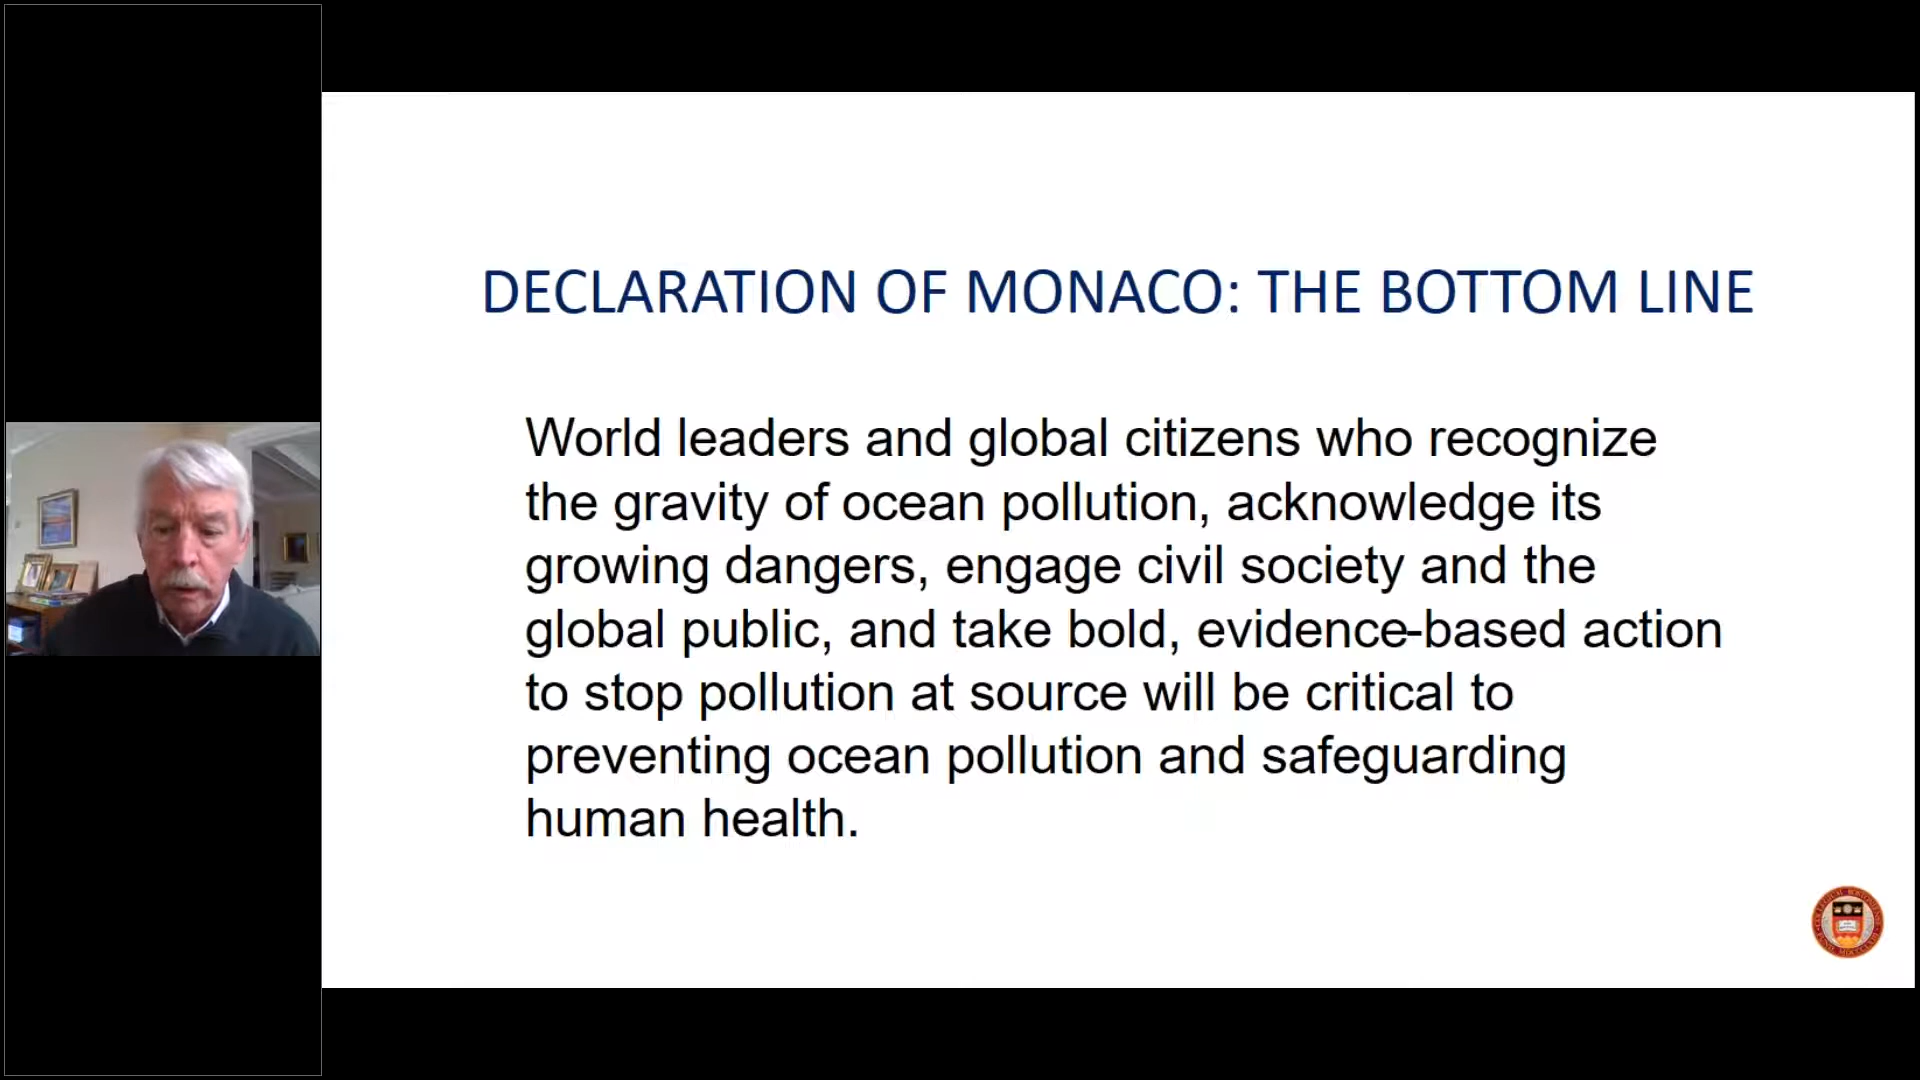 DECLARATION OF MONACO: THE BOTTOM LINE
World leaders and global citizens who recognize
the gravity of ocean pollution, acknowledge its
growing dangers, engage civil society and the
global public, and take bold, evidence-based action
to stop pollution at source will be critical to
preventing ocean pollution and safeguarding
human health.